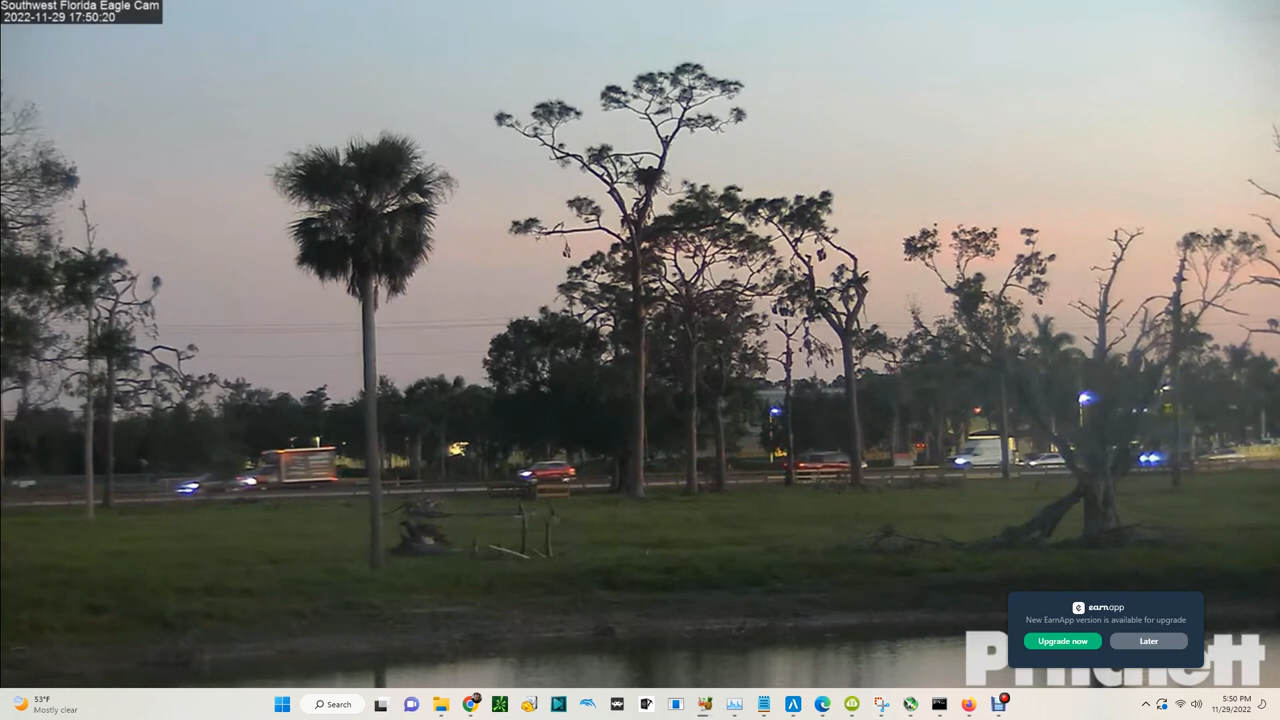 Southwest Florida Eagle Cam
2022-11-29 17:50:20
earnapp
New EarnApp version is available for upgrade
Upgrade now
Later
53°F
Mostly clear
Search
5:50 PM
11/29/2022